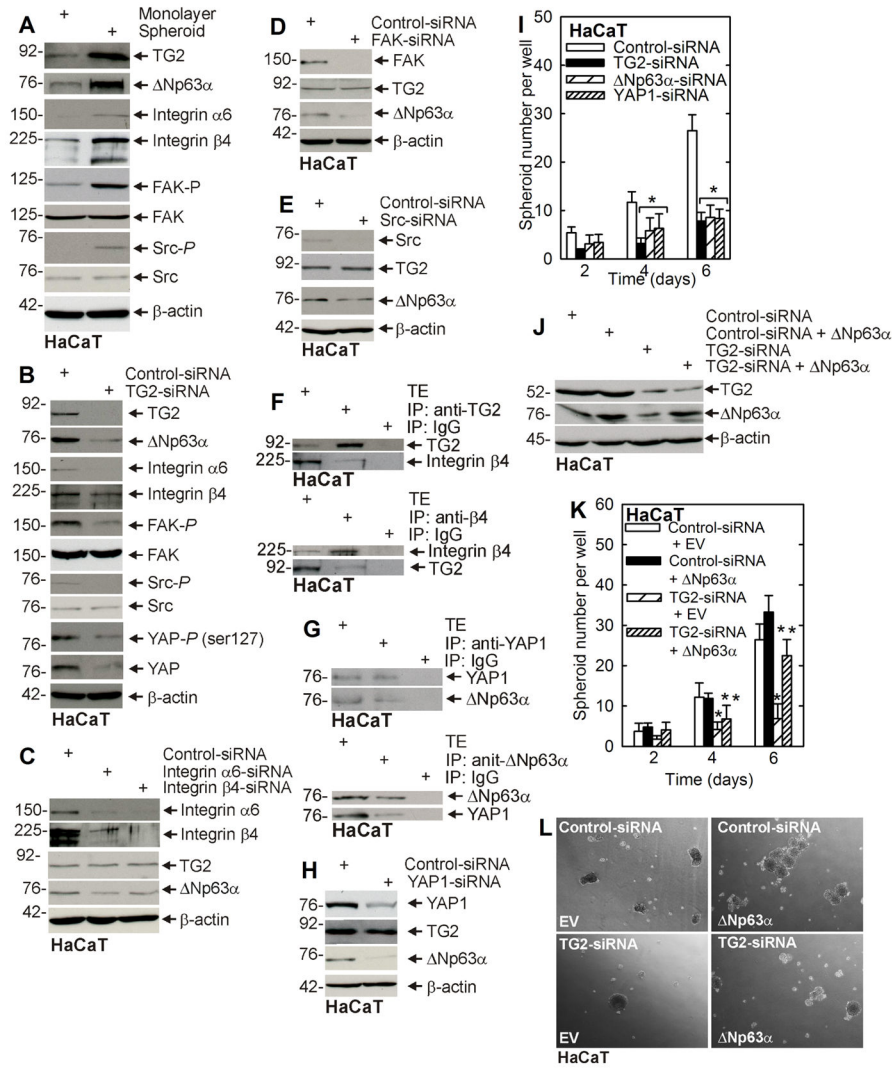 A
+ Monolayer
+ Spheroid
92- TG2
76- ΔNp63α
150- Integrin α6
225- Integrin β4
125- FAK-P
125- FAK
76- Src-P
76- Src
42- β-actin
HaCaT
B
+ Control-siRNA
+ TG2-siRNA
92- TG2
76- ΔNp63α
150- Integrin α6
225- Integrin β4
150- FAK-P
150- FAK
76- Src-P
76- Src
76- YAP-P (ser127)
76- YAP
42- β-actin
HaCaT
C
+ Control-siRNA
+ Integrin α6-siRNA
+ Integrin β4-siRNA
150- Integrin α6
225- Integrin β4
92- TG2
76- ΔNp63α
42- β-actin
HaCaT
D
+ Control-siRNA
+ FAK-siRNA
150- FAK
92- TG2
76- ΔNp63α
42- β-actin
HaCaT
E
+ Control-siRNA
+ Src-siRNA
76- Src
92- TG2
76- ΔNp63α
42- β-actin
HaCaT
F
+ TE
+ IP: anti-TG2
+ IP: IgG
92- TG2
225- Integrin β4
HaCaT
+ TE
+ IP: anti-β4
+ IP: IgG
225- Integrin β4
92- TG2
HaCaT
G
+ TE
+ IP: anti-YAP1
+ IP: IgG
76- YAP1
76- ΔNp63α
HaCaT
+ TE
+ IP: anit-ΔNp63α
+ IP: IgG
76- ΔNp63α
76- YAP1
HaCaT
H
+ Control-siRNA
+ YAP1-siRNA
76- YAP1
92- TG2
76- ΔNp63α
42- β-actin
HaCaT
I
HaCaT
Control-siRNA
TG2-siRNA
ΔNp63α-siRNA
YAP1-siRNA
Spheroid number per well
50
40
30
20
10
0
* *
2 4 6
Time (days)
J
+ Control-siRNA
+ Control-siRNA + ΔNp63α
+ TG2-siRNA
+ TG2-siRNA + ΔNp63α
52- TG2
76- ΔNp63α
45- β-actin
HaCaT
K
HaCaT
Control-siRNA
+ EV
Control-siRNA
+ ΔNp63α
TG2-siRNA
+ EV
TG2-siRNA
+ ΔNp63α
Spheroid number per well
60
50
40
30
20
10
0
* ** * **
2 4 6
Time (days)
L
Control-siRNA Control-siRNA
EV ΔNp63α
TG2-siRNA TG2-siRNA
EV ΔNp63α
HaCaT